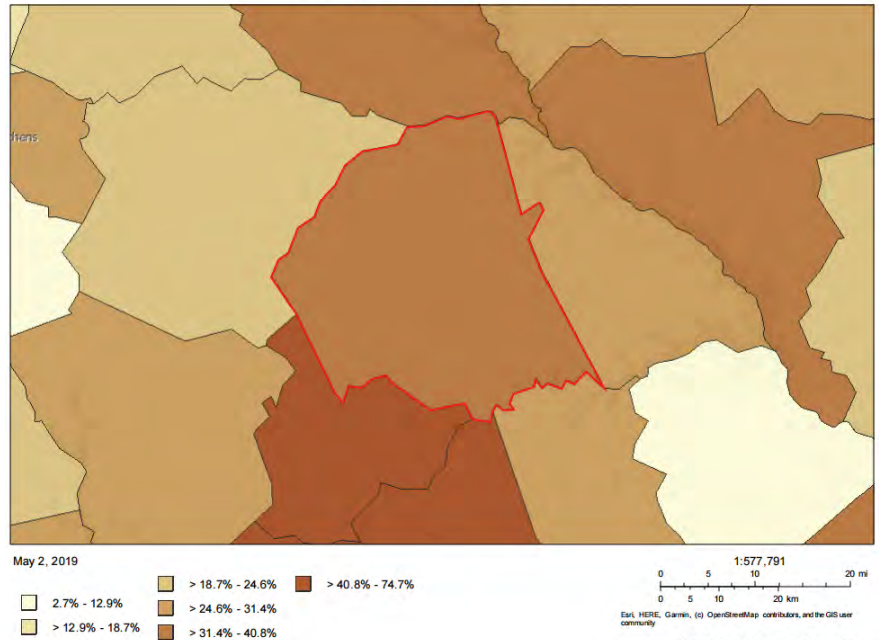 hens
May 2, 2019
2.7% - 12.9%
> 12.9% - 18.7%
> 18.7% - 24.6%
> 24.6% - 31.4%
> 31.4% - 40.8%
> 40.8% - 74.7%
1:577,791
0 5 10 20 mi
0 5 10 20 km
Esri, HERE, Garmin, (c) OpenStreetMap contributors, and the GIS user
community